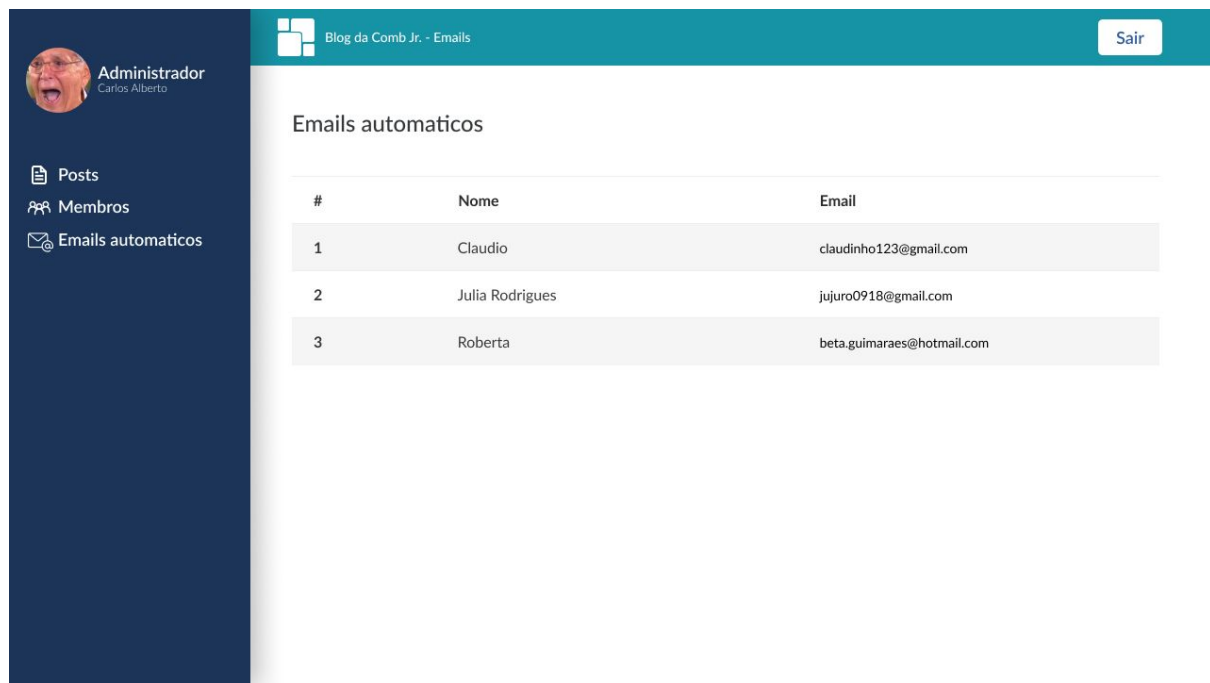 Administrador
Carlos Alberto
Posts
Membros
Emails automaticos
Blog da Comb Jr. - Emails
Sair
Emails automaticos
# Nome Email
1 Claudio claudinho123@gmail.com
2 Julia Rodrigues jujuro0918@gmail.com
3 Roberta beta.guimaraes@hotmail.com